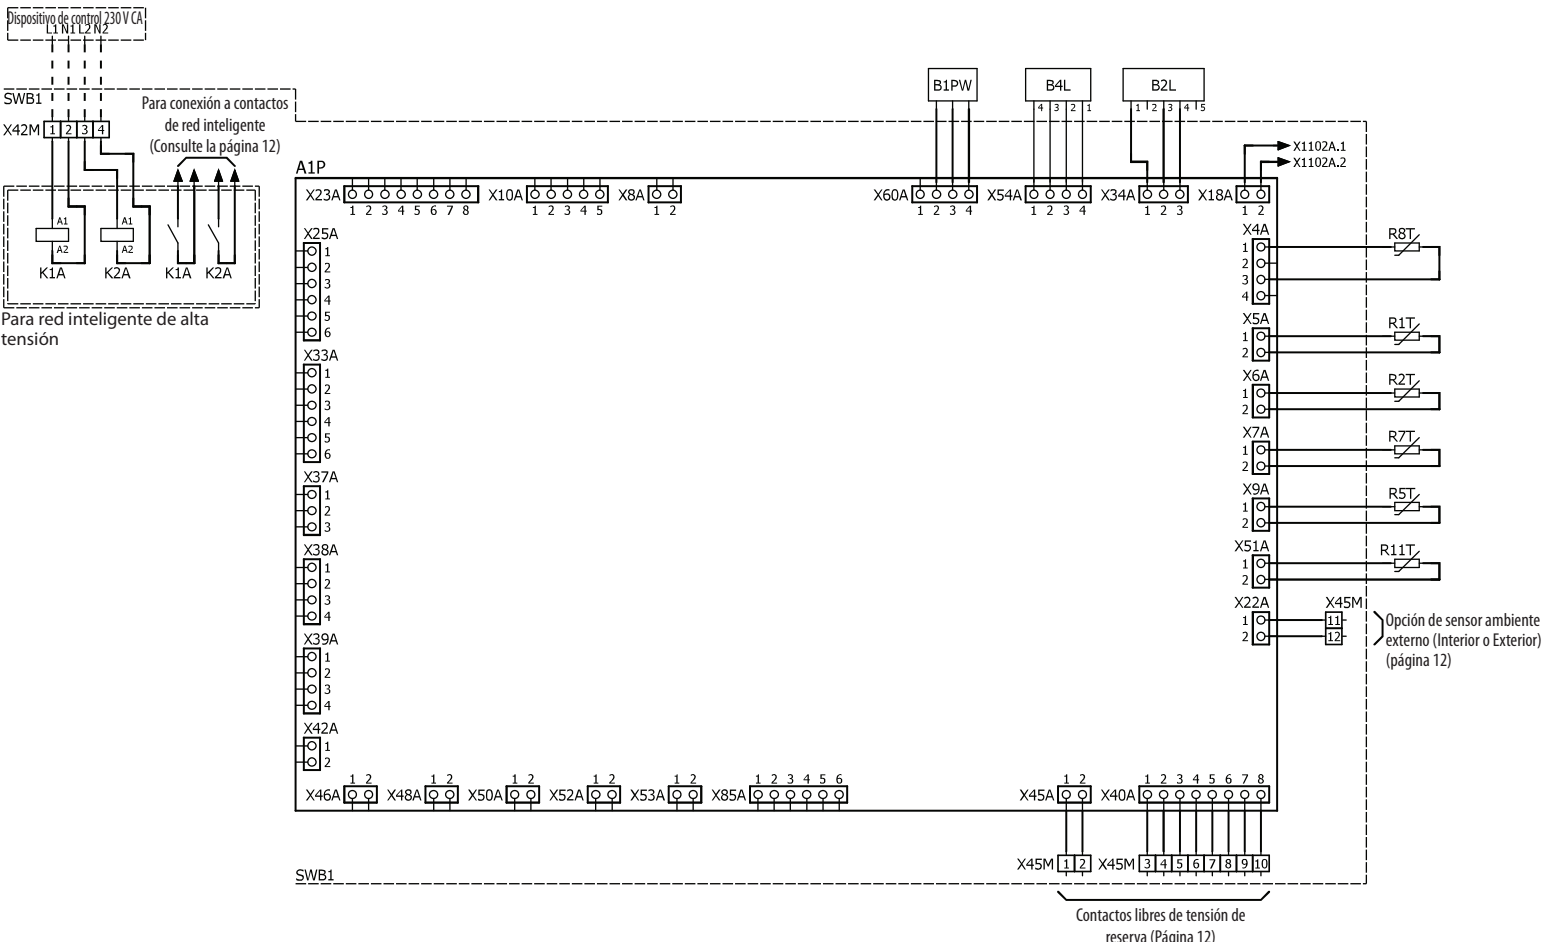 Dispositivo de control 230 V CA
L1 N1 L2 N2
SWB1
X42M 1 2 3 4
Para conexión a contactos
de red inteligente
(Consulte la página 12)
A1 A1
A2 A2
K1A K2A K1A K2A
Para red inteligente de alta
tensión
B1PW B4L B2L
4 3 2 1 1 2 3 4 5
X1102A.1
X1102A.2
A1P
X23A X10A X8A X60A X54A X34A X18A
1 2 3 4 5 6 7 8 1 2 3 4 5 1 2 1 2 3 4 1 2 3 4 1 2 3 1 2
X25A
1
2
3
4
5
6
X33A
1
2
3
4
5
6
X37A
1
2
3
X38A
1
2
3
4
X39A
1
2
3
4
X42A
1
2
X4A R8T
1
2
3
4
X5A R1T
1
2
X6A R2T
1
2
X7A R7T
1
2
X9A R5T
1
2
X51A R11T
1
2
X22A X45M
1 11
2 12
Opción de sensor ambiente
externo (Interior o Exterior)
(página 12)
1 2 1 2 1 2 1 2 1 2 1 2 3 4 5 6 1 2 1 2 3 4 5 6 7 8
X46A X48A X50A X52A X53A X85A X45A X40A
X45M 1 2 X45M 3 4 5 6 7 8 9 10
SWB1
Contactos libres de tensión de
reserva (Página 12)